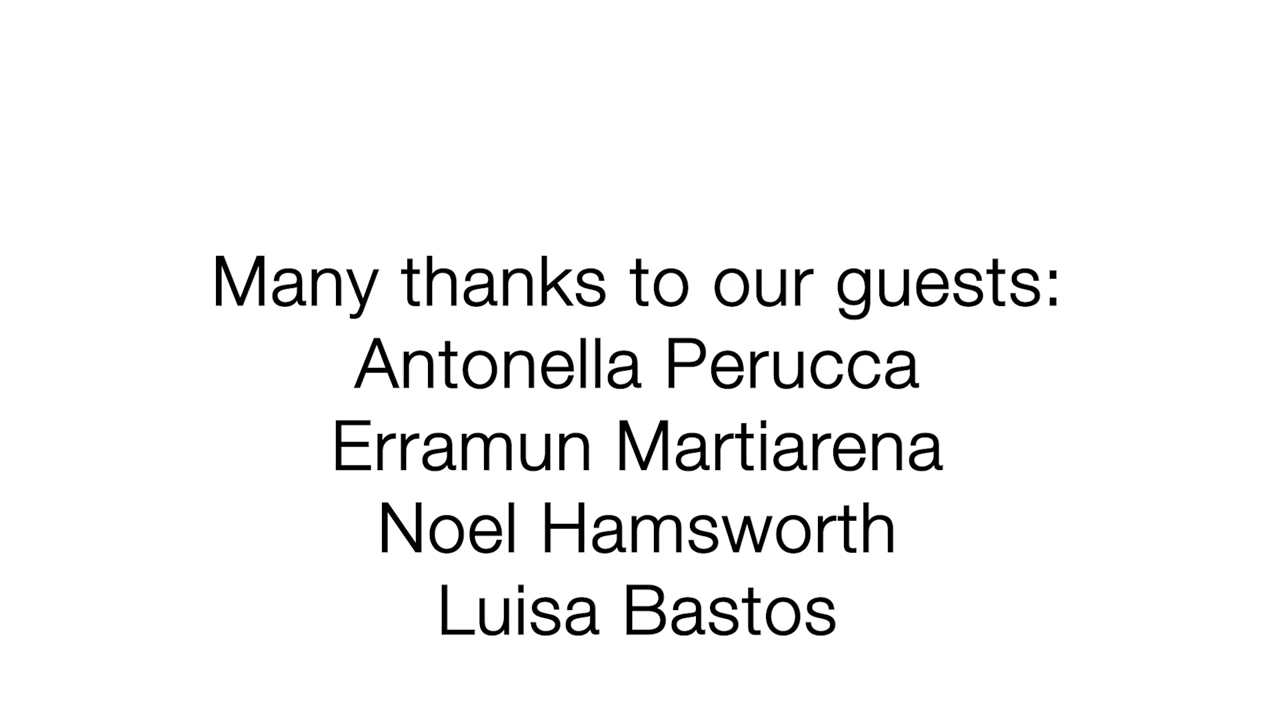 Many thanks to our guests:
Antonella Perucca
Erramun Martiarena
Noel Hamsworth
Luisa Bastos